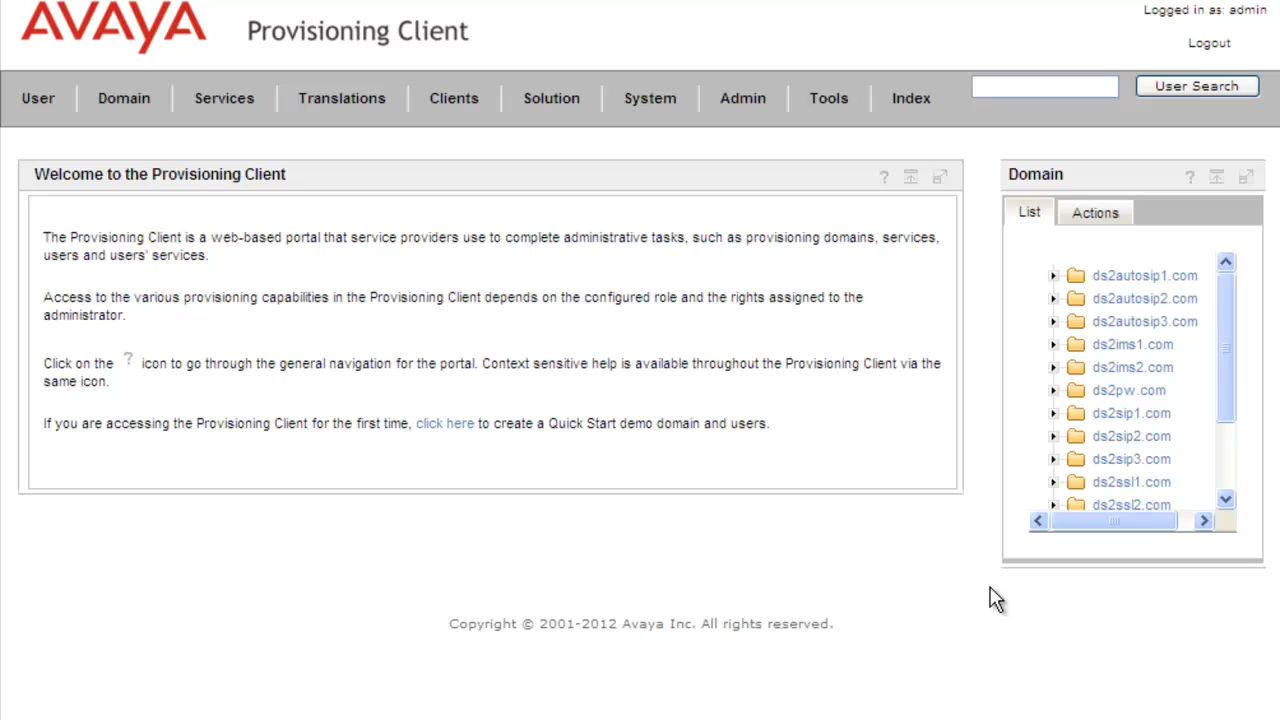 AVAYA
Provisioning Client
Logged in as: admin
Logout
User
Domain
Services
Translations
Clients
Solution
System
Admin
Tools
Index
User Search
Welcome to the Provisioning Client
?
The Provisioning Client is a web-based portal that service providers use to complete administrative tasks, such as provisioning domains, services,
users and users' services.
Access to the various provisioning capabilities in the Provisioning Client depends on the configured role and the rights assigned to the
administrator.
Click on the ? icon to go through the general navigation for the portal. Context sensitive help is available throughout the Provisioning Client via the
same icon.
If you are accessing the Provisioning Client for the first time, click here to create a Quick Start demo domain and users.
Domain
?
List
Actions
ds2autosip1.com
ds2autosip2.com
ds2autosip3.com
ds2ims1.com
ds2ims2.com
ds2pw.com
ds2sip1.com
ds2sip2.com
ds2sip3.com
ds2ssl1.com
ds2ssl2.com
Copyright © 2001-2012 Avaya Inc. All rights reserved.